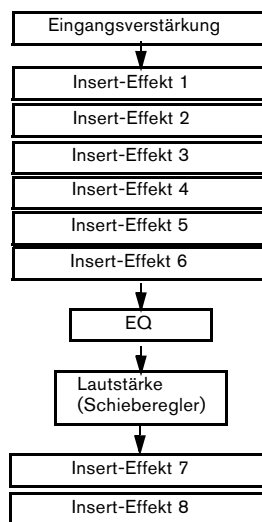 Eingangsverstärkung
Insert-Effekt 1
Insert-Effekt 2
Insert-Effekt 3
Insert-Effekt 4
Insert-Effekt 5
Insert-Effekt 6
EQ
Lautstärke
(Schieberegler)
Insert-Effekt 7
Insert-Effekt 8